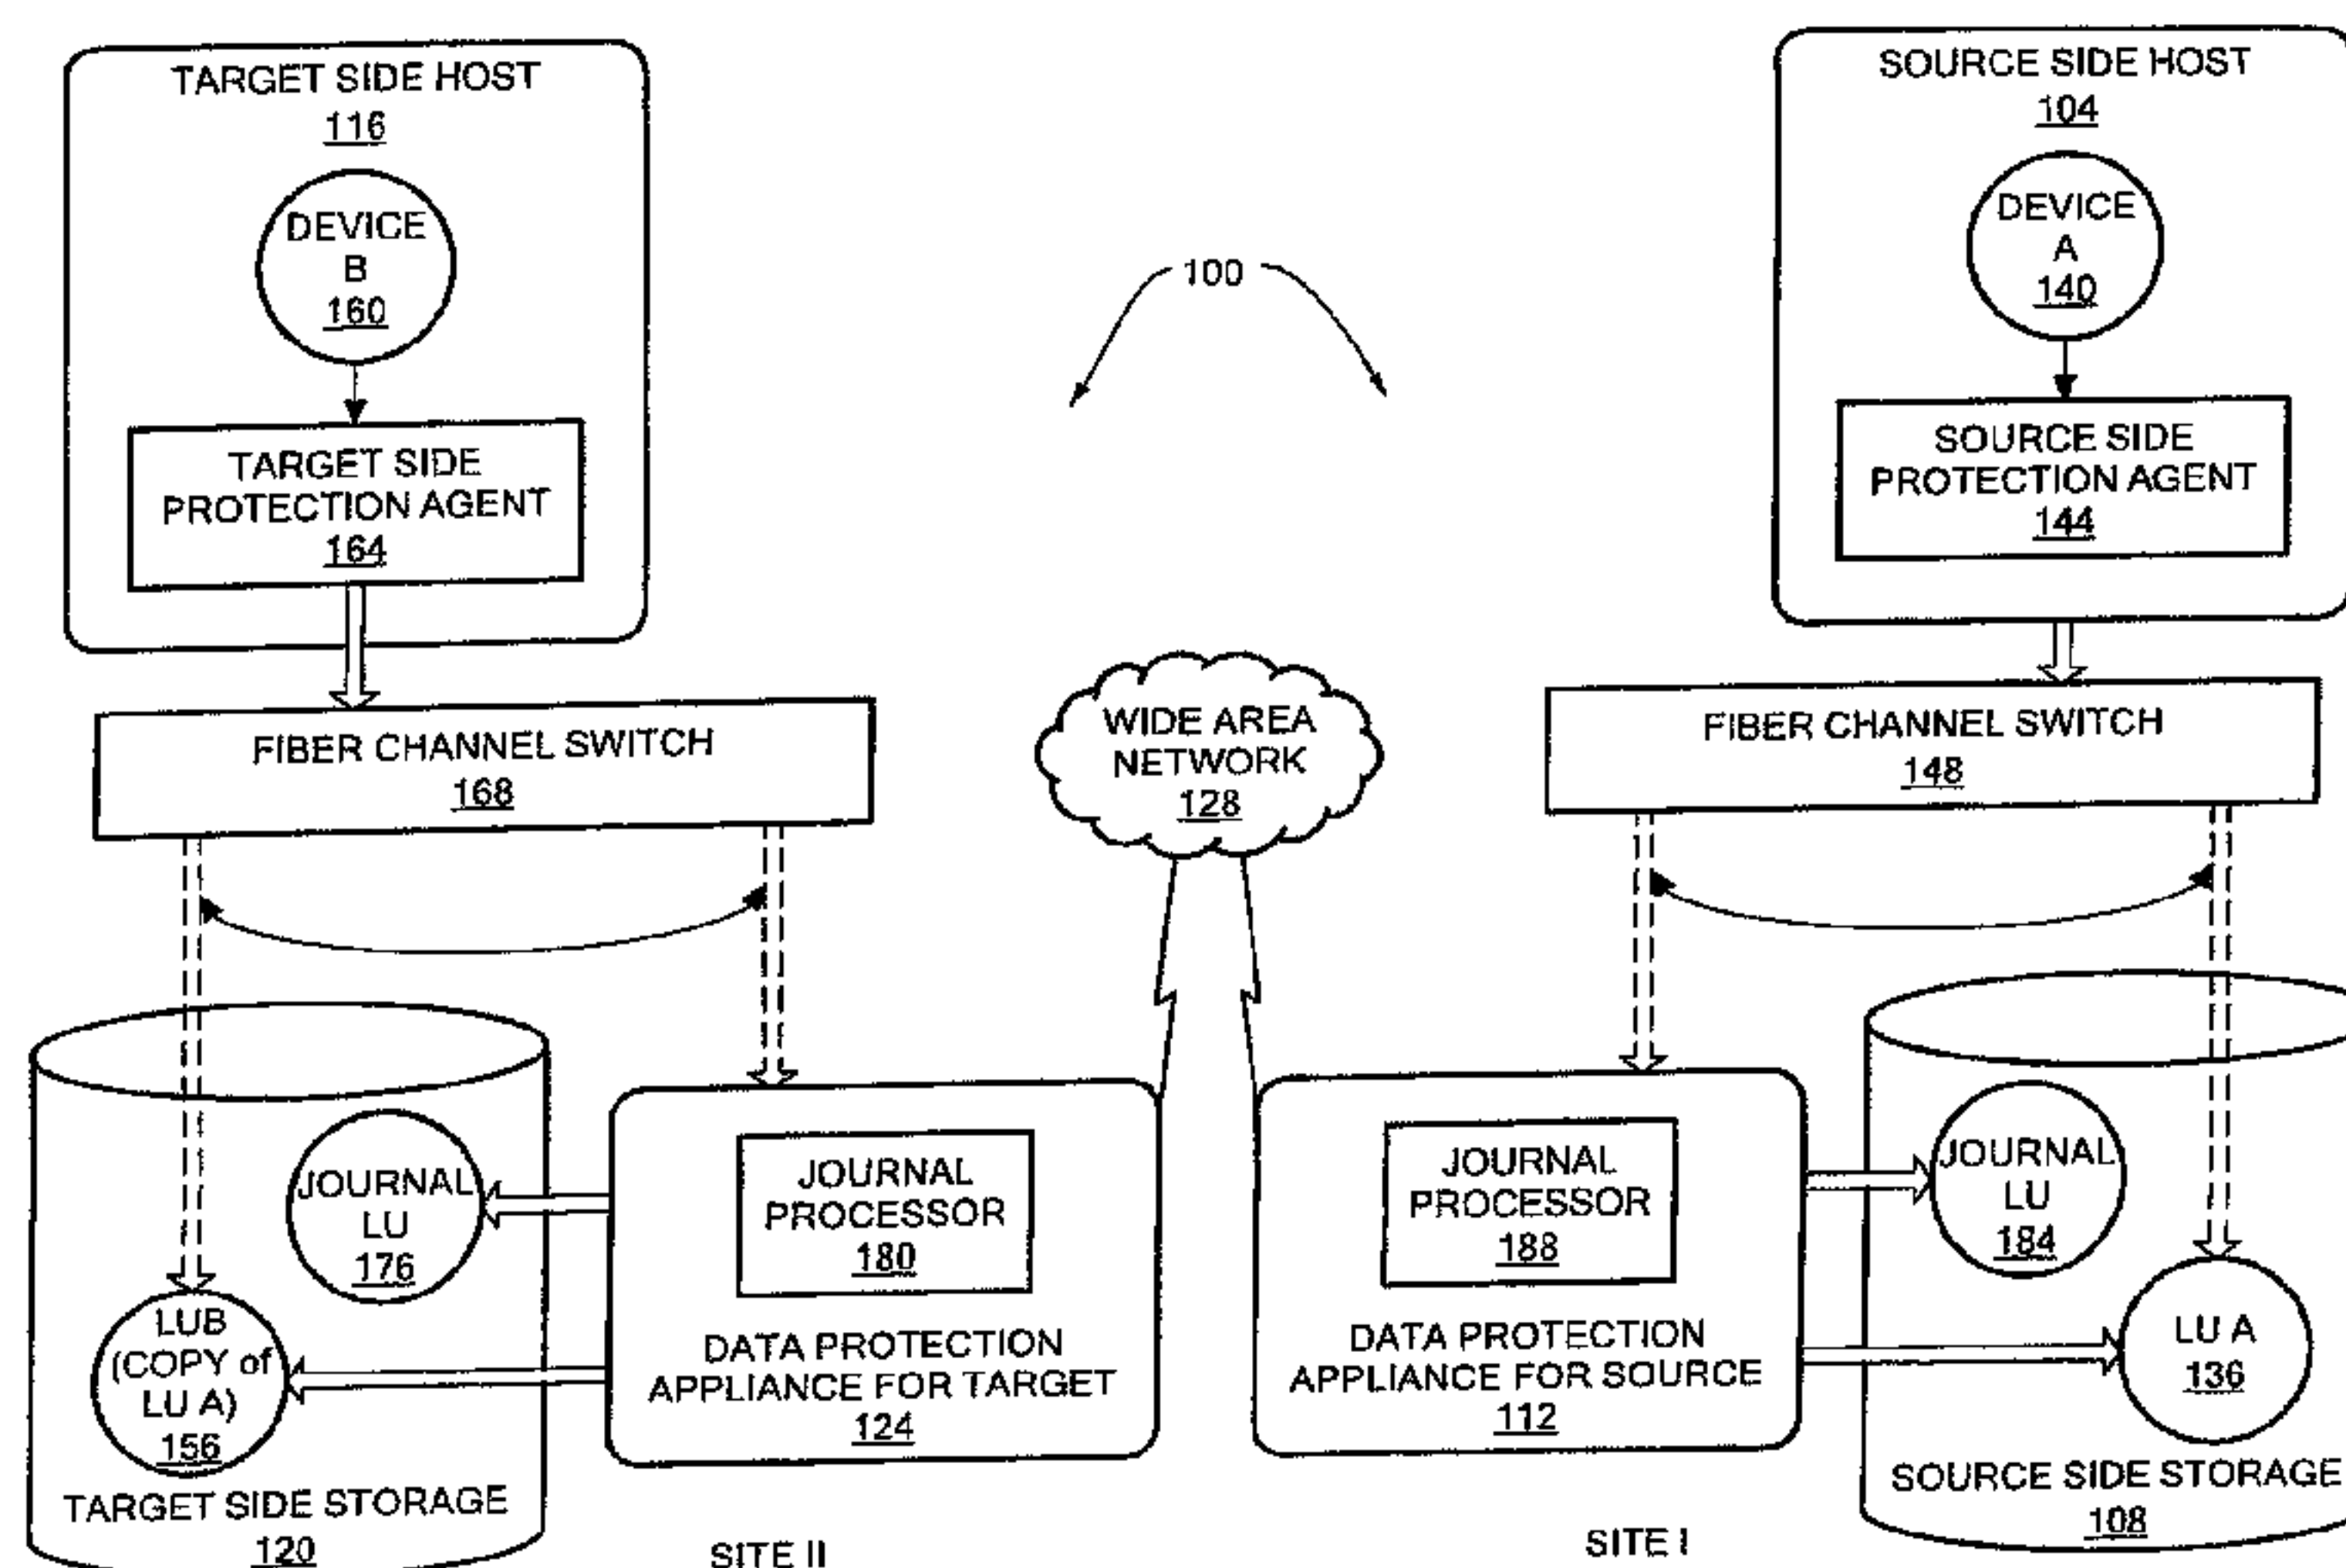 TARGET SIDE HOST
116
DEVICE
B
160
TARGET SIDE
PROTECTION AGENT
164
FIBER CHANNEL SWITCH
168
100
SOURCE SIDE HOST
104
DEVICE
A
140
SOURCE SIDE
PROTECTION AGENT
144
FIBER CHANNEL SWITCH
148
WIDE AREA
NETWORK
128
JOURNAL
LU
176
LUB
(COPY of
LU A)
156
TARGET SIDE STORAGE
120
JOURNAL
PROCESSOR
180
DATA PROTECTION
APPLIANCE FOR TARGET
124
SITE II
JOURNAL
PROCESSOR
188
DATA PROTECTION
APPLIANCE FOR SOURCE
112
SITE I
JOURNAL
LU
184
LU A
136
SOURCE SIDE STORAGE
108